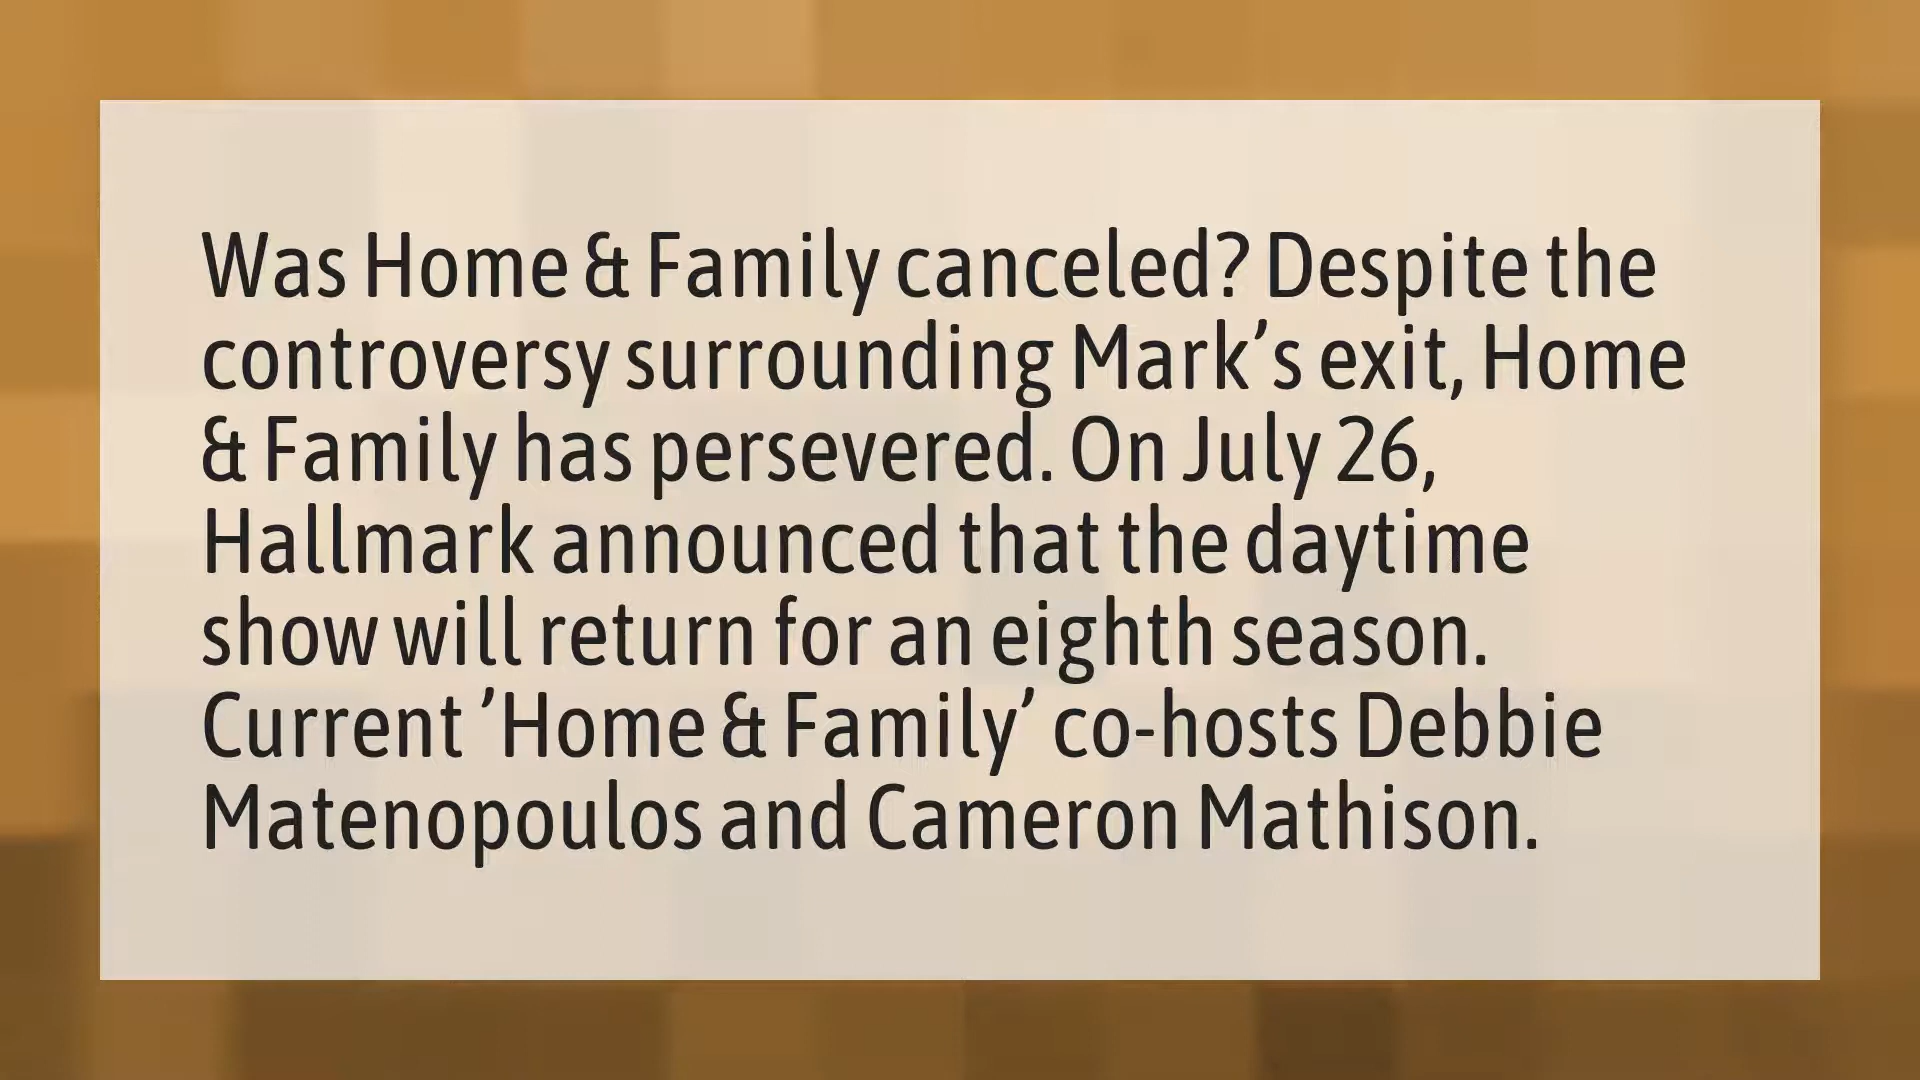 Was Home & Family canceled? Despite the
controversy surrounding Mark’s exit, Home
& Family has persevered. On July 26,
Hallmark announced that the daytime
show will return for an eighth season.
Current ’Home & Family’ co-hosts Debbie
Matenopoulos and Cameron Mathison.